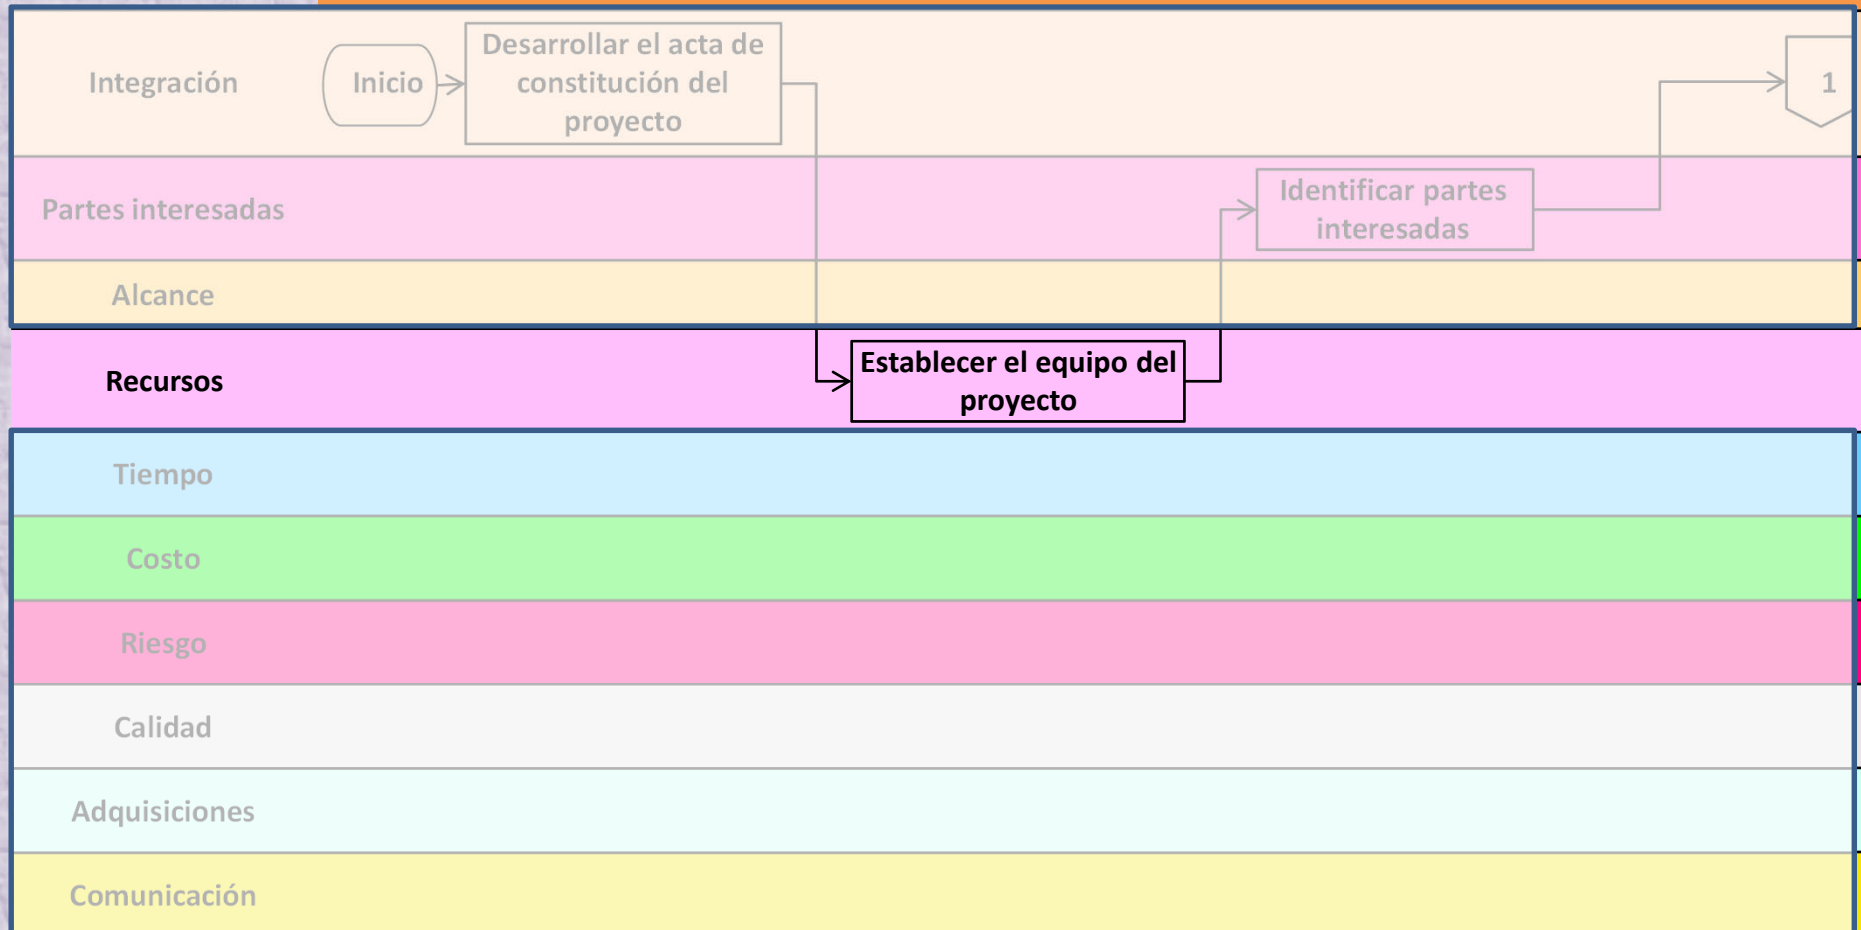 Integración
Inicio
Desarrollar el acta de
constitución del
proyecto
1
Partes interesadas
Identificar partes
interesadas
Alcance
Recursos
Establecer el equipo del
proyecto
Tiempo
Costo
Riesgo
Calidad
Adquisiciones
Comunicación